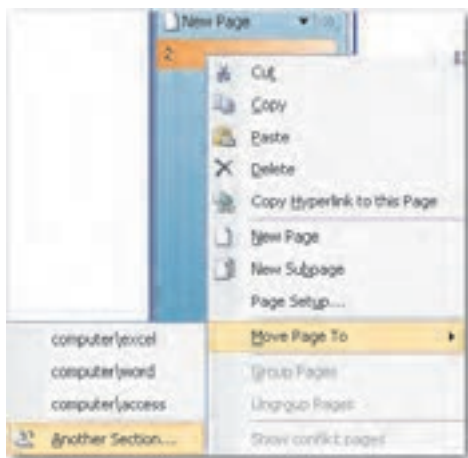 New Page
2
Cut
Copy
Paste
Delete
Copy Hyperlink to this Page
New Page
New Subpage
Page Setup...
Move Page To
Group Pages
Ungroup Pages
Show conflict pages
computer\excel
computer\word
computer\access
Another Section...